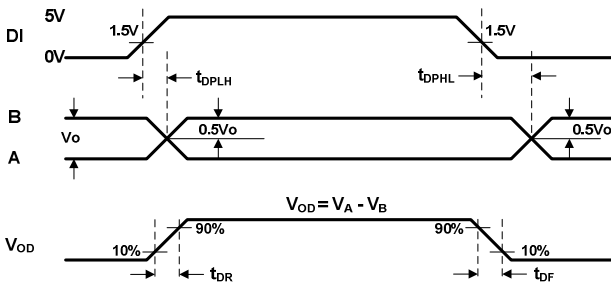 5V
DI
1.5V
1.5V
0V
tDPLH
tDPHL
B
Vo
0.5Vo
0.5Vo
A
VOD = VA - VB
90%
90%
VOD
10%
10%
tDR
tDF